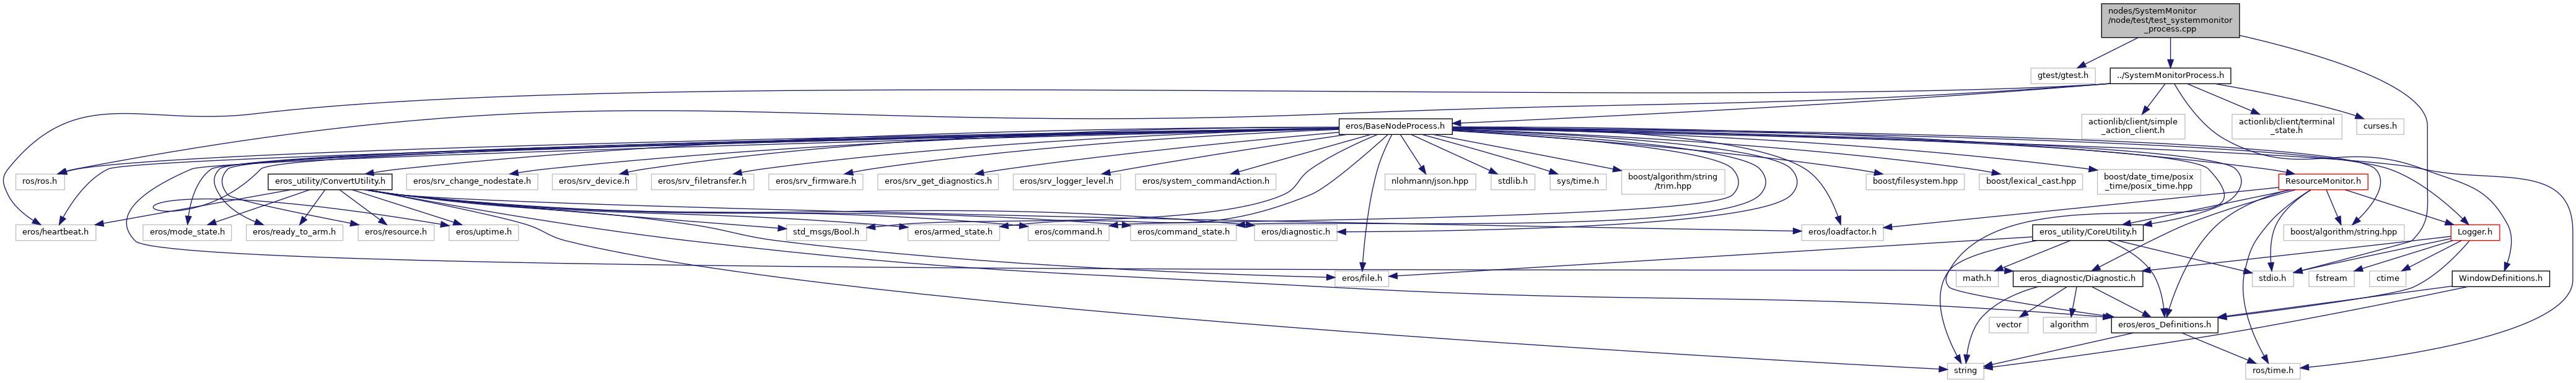 nodes/SystemMonitor
/node/test/test_systemmonitor
_process.cpp
gtest/gtest.h
../SystemMonitorProcess.h
eros/BaseNodeProcess.h
actionlib/client/simple
_action_client.h
actionlib/client/terminal
_state.h
curses.h
ros/ros.h
eros_utility/ConvertUtility.h
eros/srv_change_nodestate.h
eros/srv_device.h
eros/srv_filetransfer.h
eros/srv_firmware.h
eros/srv_get_diagnostics.h
eros/srv_logger_level.h
eros/system_commandAction.h
nlohmann/json.hpp
stdlib.h
sys/time.h
boost/algorithm/string
/trim.hpp
boost/filesystem.hpp
boost/lexical_cast.hpp
boost/date_time/posix
_time/posix_time.hpp
ResourceMonitor.h
eros/heartbeat.h
eros/mode_state.h
eros/ready_to_arm.h
eros/resource.h
eros/uptime.h
std_msgs/Bool.h
eros/armed_state.h
eros/command.h
eros/command_state.h
eros/diagnostic.h
eros/loadfactor.h
eros_utility/CoreUtility.h
boost/algorithm/string.hpp
Logger.h
eros/file.h
math.h
eros_diagnostic/Diagnostic.h
stdio.h
fstream
ctime
WindowDefinitions.h
vector
algorithm
eros/eros_Definitions.h
string
ros/time.h